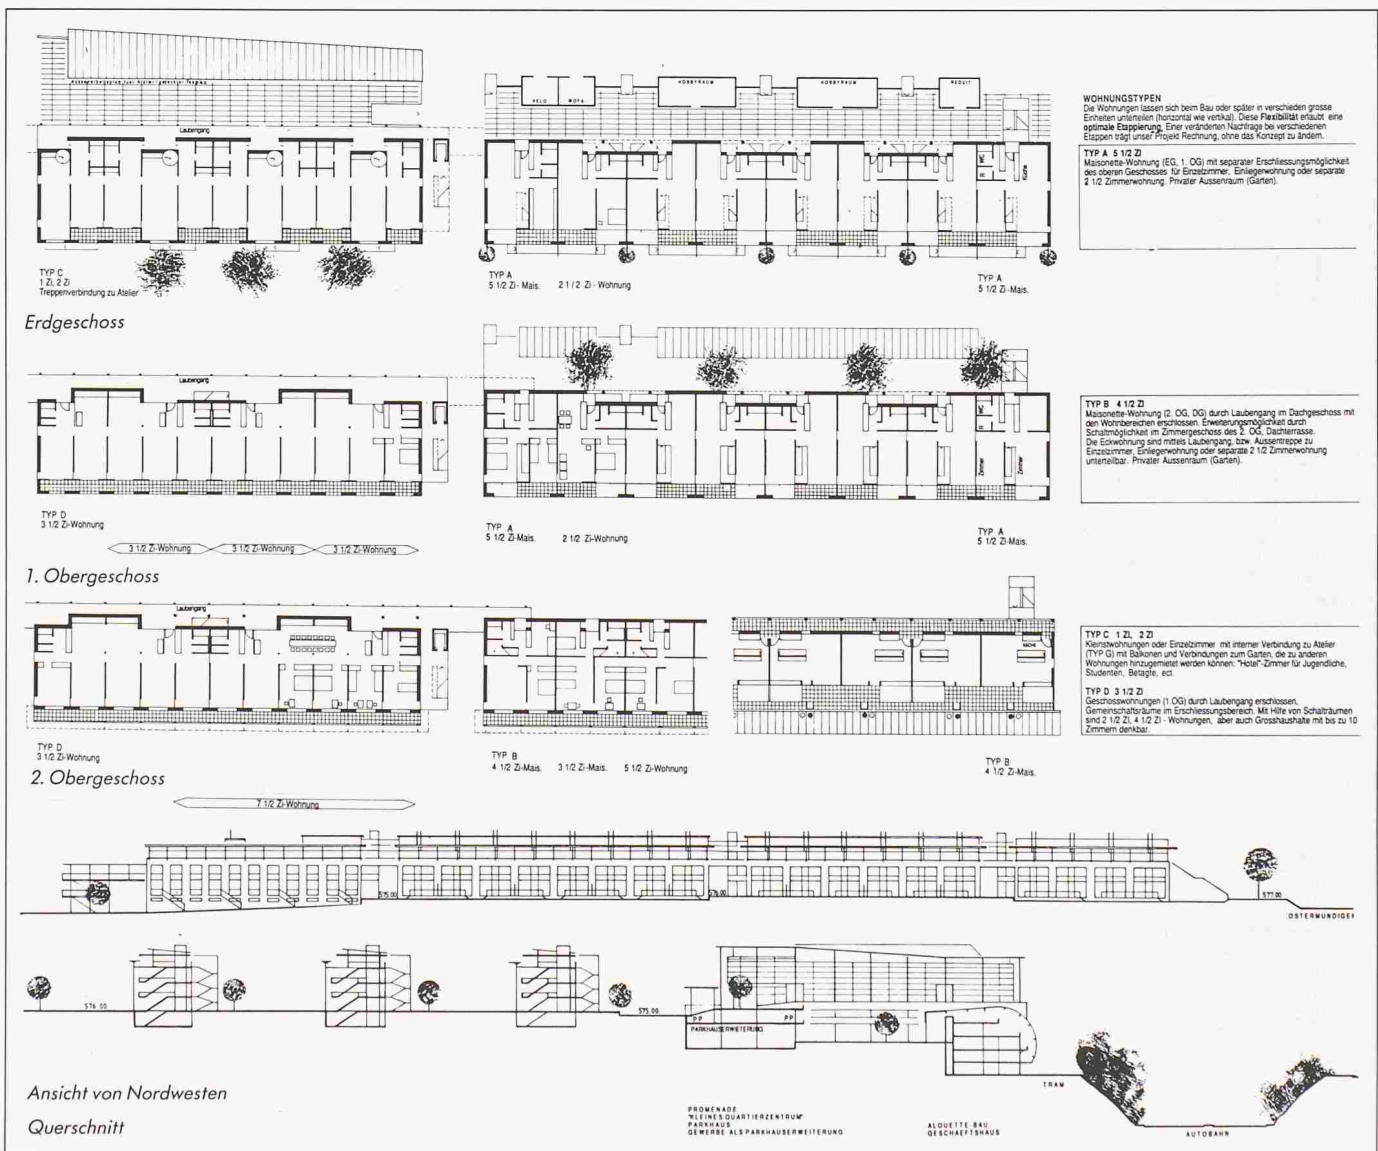 Laubengang
TYP C
1 Zi, 2 Zi
Treppenverbindung zu Atelier
VELO
MOFA
HOBBYRAUM
HOBBYRAUM
REDUIT
WC
Küche
TYP A
5 1/2 Zi - Mais.
2 1 / 2 Zi - Wohnung
TYP A
5 1/2 Zi-Mais.
WOHNUNGSTYPEN
Die Wohnungen lassen sich beim Bau oder später in verschieden grosse
Einheiten unterteilen (horizontal wie vertikal). Diese Flexibilität erlaubt eine
optimale Etappierung. Einer veränderten Nachfrage bei verschiedenen
Etappen trägt unser Projekt Rechnung, ohne das Konzept zu ändern.
TYP A 5 1/2 ZI
Maisonette-Wohnung (EG, 1. OG) mit separater Erschliessungsmöglichkeit
des oberen Geschosses für Einzelzimmer, Einliegerwohnung oder separate
2 1/2 Zimmerwohnung. Privater Aussenraum (Garten).
Erdgeschoss
Laubengang
TYP D
3 1/2 Zi-Wohnung
3 1/2 Zi-Wohnung
3 1/2 Zi-Wohnung
3 1/2 Zi-Wohnung
WC
Zimmer
Zimmer
TYP A
5 1/2 Zi-Mais.
2 1/2 Zi-Wohnung
TYP A
5 1/2 Zi-Mais.
TYP B 4 1/2 ZI
Maisonette-Wohnung (2. OG, DG) durch Laubengang im Dachgeschoss mit
den Wohnbereichen erschlossen. Erweiterungsmöglichkeit durch
Schaltmöglichkeit im Zimmergeschoss des 2. OG, Dachterrasse.
Die Eckwohnung sind mittels Laubengang, bzw. Aussentreppe zu
Einzelzimmer, Einliegerwohnung oder separate 2 1/2 Zimmerwohnung
unterteilbar. Privater Aussenraum (Garten).
1. Obergeschoss
Laubengang
KÜCHE
TYP D
3 1/2 Zi-Wohnung
TYP B
4 1/2 Zi-Mais.
3 1/2 Zi-Mais.
5 1/2 Zi-Wohnung
TYP B
4 1/2 Zi-Mais.
TYP C 1 ZI, 2 ZI
Kleinstwohnungen oder Einzelzimmer mit interner Verbindung zu Atelier
(TYP G) mit Balkonen und Verbindungen zum Garten, die zu anderen
Wohnungen hinzugemietet werden können: "Hotel"-Zimmer für Jugendliche,
Studenten, Betagte, ect.
TYP D 3 1/2 ZI
Geschosswohnungen (1.OG) durch Laubengang erschlossen,
Gemeinschaftsräume im Erschliessungsbereich. Mit Hilfe von Schalträumen
sind 2 1/2 Zi, 4 1/2 Zi - Wohnungen, aber auch Grosshaushalte mit bis zu 10
Zimmern denkbar.
2. Obergeschoss
7 1/2 Zi-Wohnung
575.00
576.00
577.00
OSTERMUNDIGEN
576.00
575.00
PP
PP
PARKHAUSERWEITERUNG
TRAM
AUTOBAHN
Ansicht von Nordwesten
Querschnitt
PROMENADE
"KLEINES QUARTIERZENTRUM"
PARKHAUS
GEWERBE ALS PARKHAUSERWEITERUNG
ALOUETTE-BAU
GESCHAEFTSHAUS